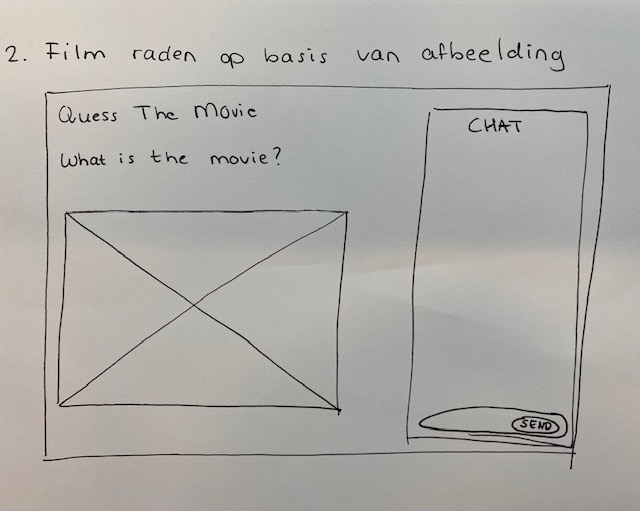 2. Film raden op basis van afbeelding
Quess The Movie
What is the movie?
CHAT
SEND